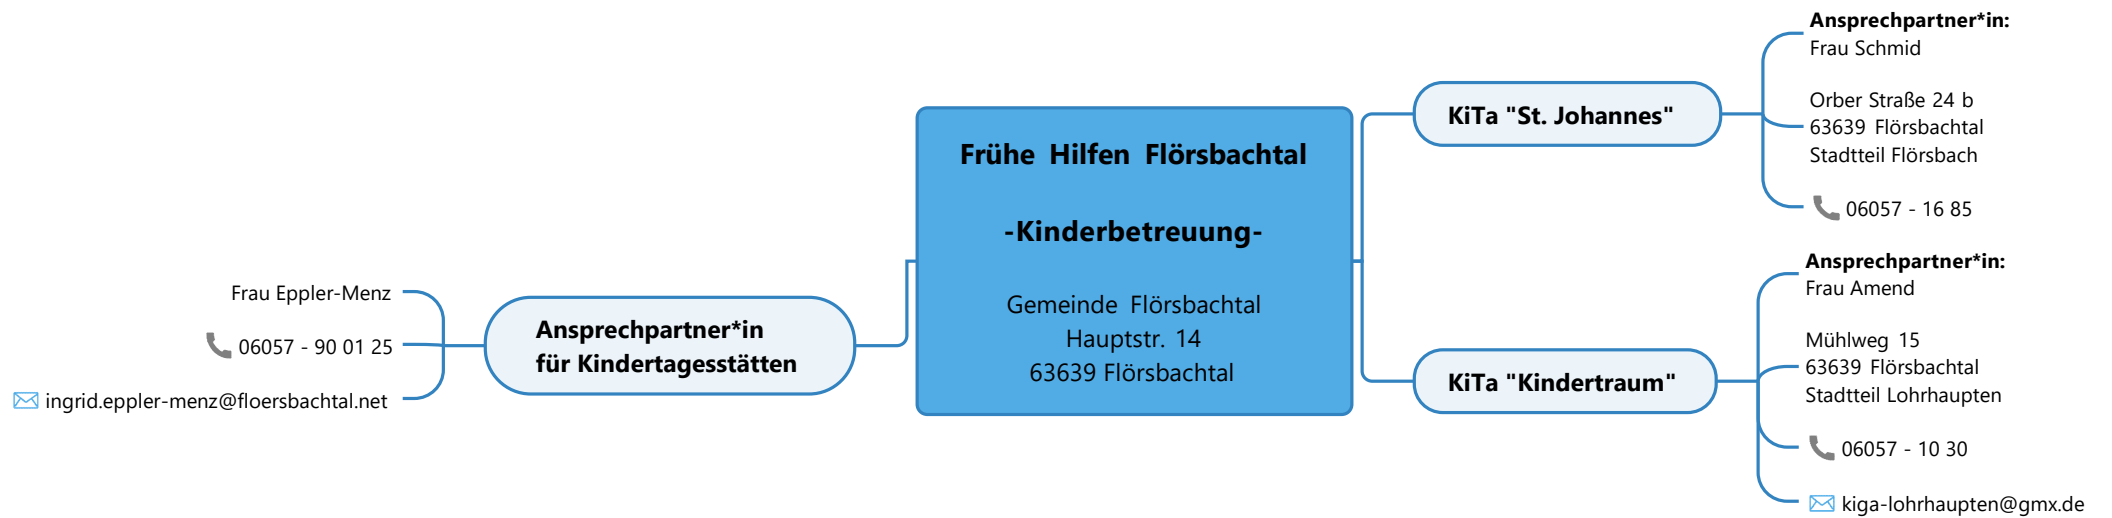 Frühe Hilfen Flörsbachtal
-Kinderbetreuung-
Gemeinde Flörsbachtal
Hauptstr. 14
63639 Flörsbachtal
Ansprechpartner*in
für Kindertagesstätten
Frau Eppler-Menz
06057 - 90 01 25
ingrid.eppler-menz@floersbachtal.net
KiTa "St. Johannes"
Ansprechpartner*in:
Frau Schmid
Orber Straße 24 b
63639 Flörsbachtal
Stadtteil Flörsbach
06057 - 16 85
KiTa "Kindertraum"
Ansprechpartner*in:
Frau Amend
Mühlweg 15
63639 Flörsbachtal
Stadtteil Lohrhaupten
06057 - 10 30
kiga-lohrhaupten@gmx.de